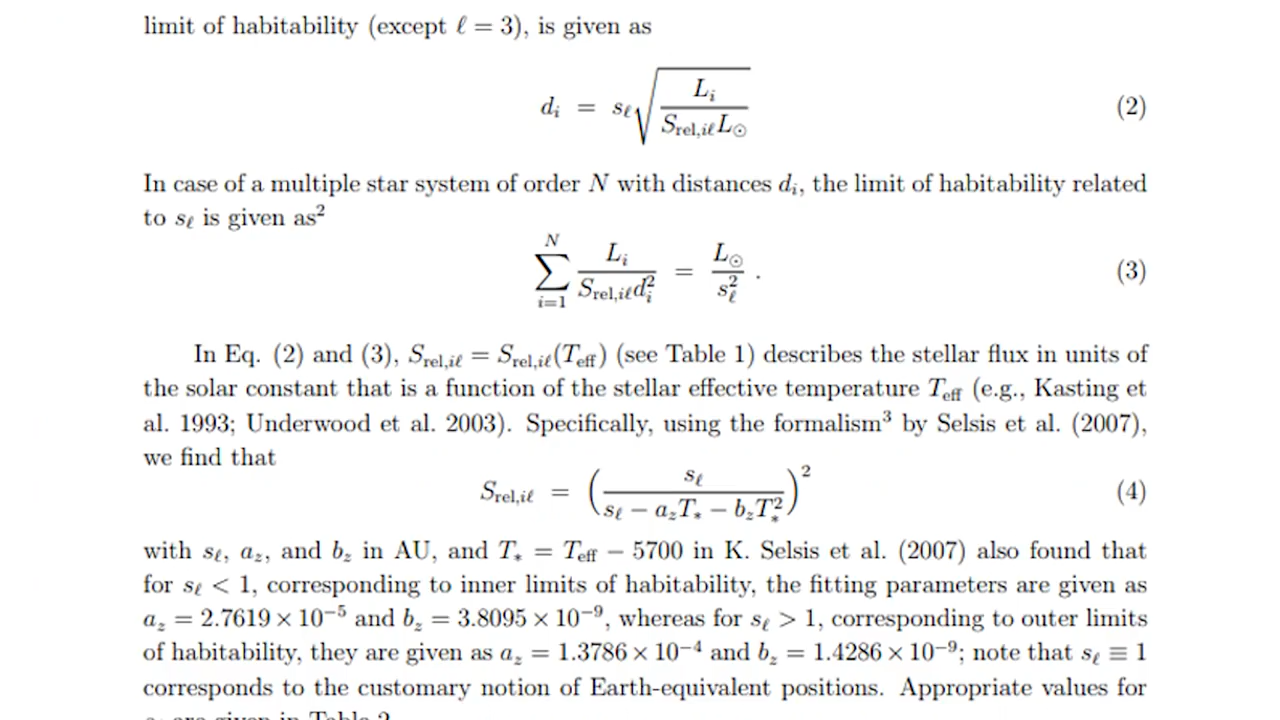 limit of habitability (except ℓ = 3), is given as
d_i = s_ℓ √(L_i / (S_rel,iℓ L_⊙)) (2)
In case of a multiple star system of order N with distances d_i, the limit of habitability related
to s_ℓ is given as²
∑_{i=1}^{N} L_i / (S_rel,iℓ d_i²) = L_⊙ / s_ℓ² . (3)
In Eq. (2) and (3), S_rel,iℓ = S_rel,iℓ(T_eff) (see Table 1) describes the stellar flux in units of
the solar constant that is a function of the stellar effective temperature T_eff (e.g., Kasting et
al. 1993; Underwood et al. 2003). Specifically, using the formalism³ by Selsis et al. (2007),
we find that
S_rel,iℓ = (s_ℓ / (s_ℓ − a_z T_* − b_z T_*²))² (4)
with s_ℓ, a_z, and b_z in AU, and T_* = T_eff − 5700 in K. Selsis et al. (2007) also found that
for s_ℓ < 1, corresponding to inner limits of habitability, the fitting parameters are given as
a_z = 2.7619 × 10⁻⁵ and b_z = 3.8095 × 10⁻⁹, whereas for s_ℓ > 1, corresponding to outer limits
of habitability, they are given as a_z = 1.3786 × 10⁻⁴ and b_z = 1.4286 × 10⁻⁹; note that s_ℓ ≡ 1
corresponds to the customary notion of Earth-equivalent positions. Appropriate values for
are given in Table 2